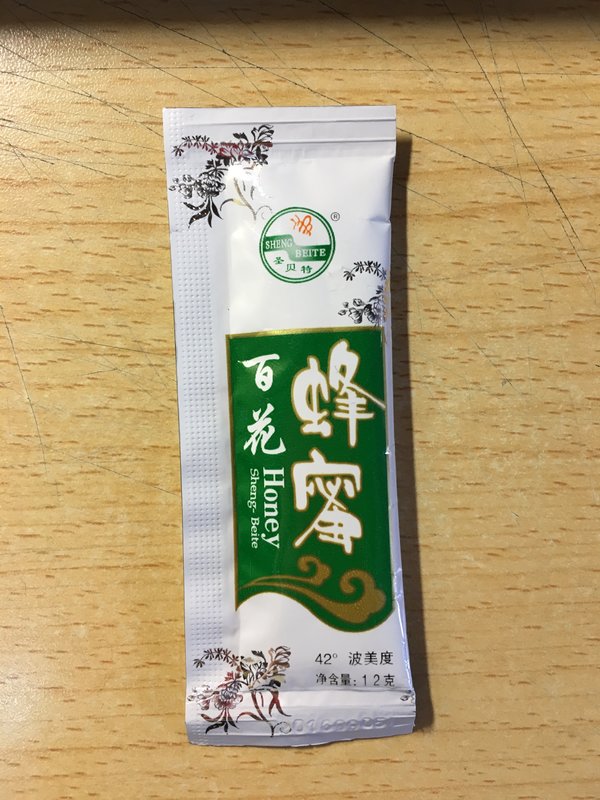 ®
SHENG
BEITE
圣贝特
百花
蜂蜜
Honey
Sheng- Beite
42° 波美度
净含量:12克